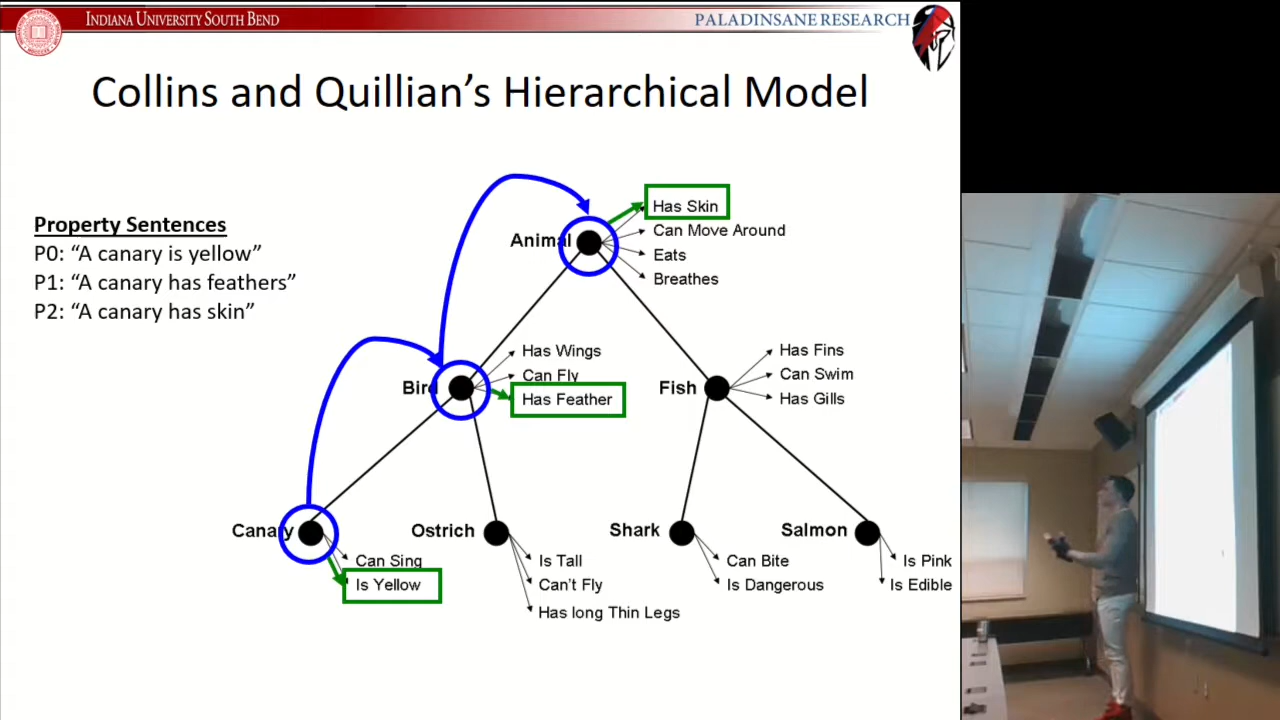 INDIANA UNIVERSITY SOUTH BEND
PALADINSANE RESEARCH
Collins and Quillian's Hierarchical Model
Property Sentences
P0: “A canary is yellow”
P1: “A canary has feathers”
P2: “A canary has skin”
Animal
Has Skin
Can Move Around
Eats
Breathes
Bird
Has Wings
Can Fly
Has Feather
Fish
Has Fins
Can Swim
Has Gills
Canary
Can Sing
Is Yellow
Ostrich
Is Tall
Can't Fly
Has long Thin Legs
Shark
Can Bite
Is Dangerous
Salmon
Is Pink
Is Edible